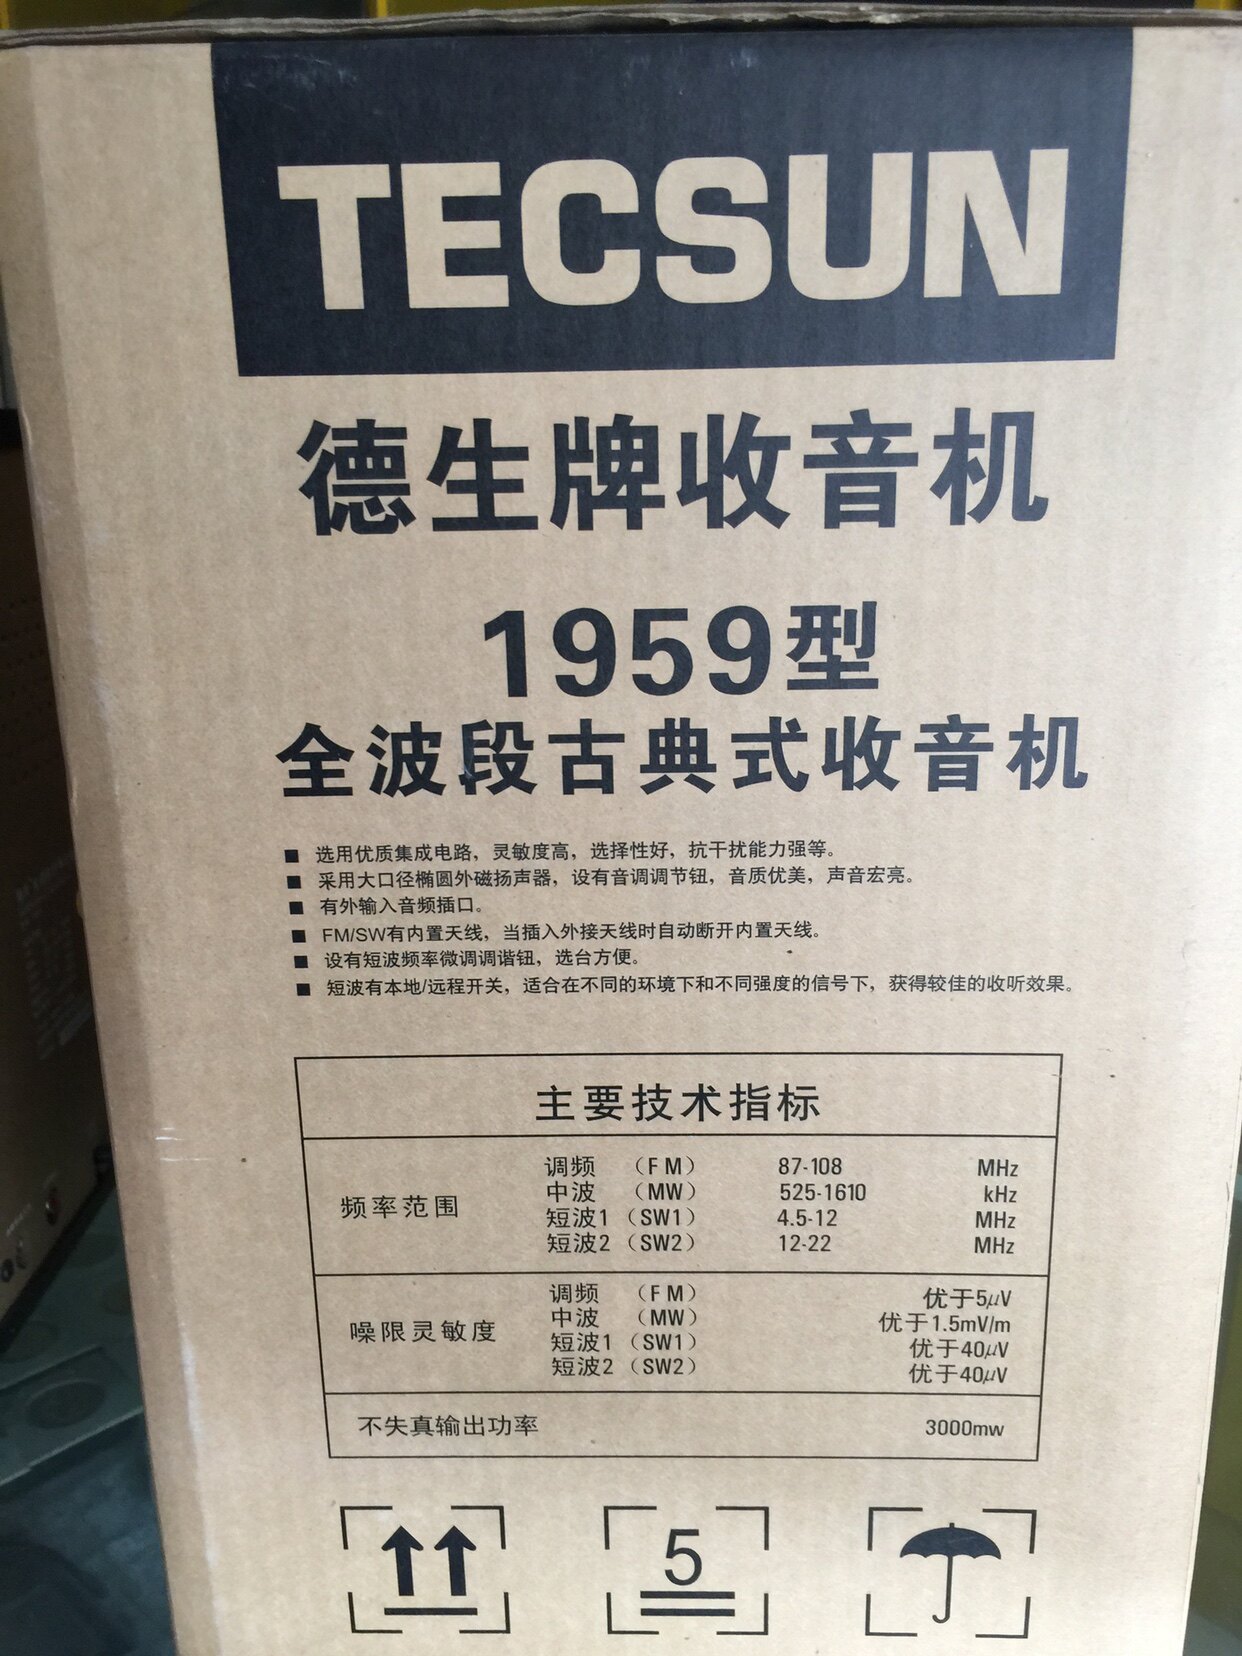 TECSUN
德生牌收音机
1959型
全波段古典式收音机
■ 选用优质集成电路，灵敏度高，选择性好，抗干扰能力强等。
■ 采用大口径椭圆外磁扬声器，设有音调调节钮，音质优美，声音宏亮。
■ 有外输入音频插口。
■ FM/SW有内置天线，当插入外接天线时自动断开内置天线。
■ 设有短波频率微调调谐钮，选台方便。
■ 短波有本地/远程开关，适合在不同的环境下和不同强度的信号下，获得较佳的收听效果。
主要技术指标
频率范围
调频 （FM） 87-108 MHz
中波 （MW） 525-1610 kHz
短波1（SW1） 4.5-12 MHz
短波2（SW2） 12-22 MHz
噪限灵敏度
调频 （FM） 优于5μV
中波 （MW） 优于1.5mV/m
短波1（SW1） 优于40μV
短波2（SW2） 优于40μV
不失真输出功率 3000mw
5